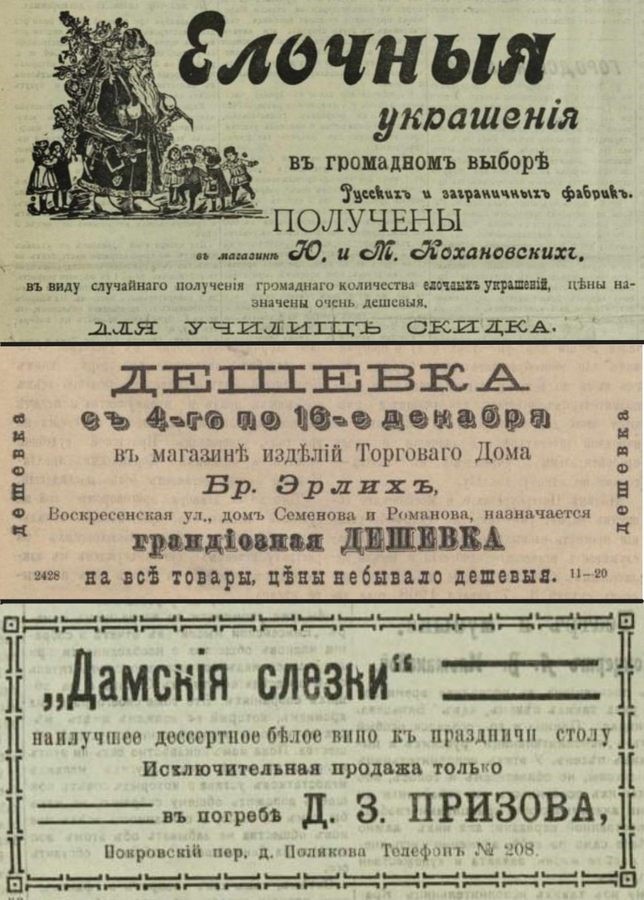 Елочныя
украшенія
въ громадномъ выборѣ
Русскихъ и заграничныхъ фабрикъ.
ПОЛУЧЕНЫ
въ магазинѣ Ю. и М. Кохановскихъ,
въ виду случайнаго полученія громаднаго количества елочныхъ украшеній, цѣны на-
значены очень дешевыя.
ДЛЯ УЧИЛИЩЪ СКИДКА.
дешевка
ДЕШЕВКА
съ 4-го по 16-е декабря
въ магазинѣ издѣлій Торговаго Дома
Бр. Эрлихъ,
Воскресенская ул., домъ Семенова и Романова, назначается
грандіозная ДЕШЕВКА
2428 на всѣ товары, цѣны небывало дешевыя. 11—20
дешевка
„Дамскія слезки“
наилучшее дессертное бѣлое вино къ праздничн столу
Исключительная продажа только
въ погребѣ Д. З. ПРИЗОВА,
Покровскій пер. д. Полякова Телефонъ № 208.